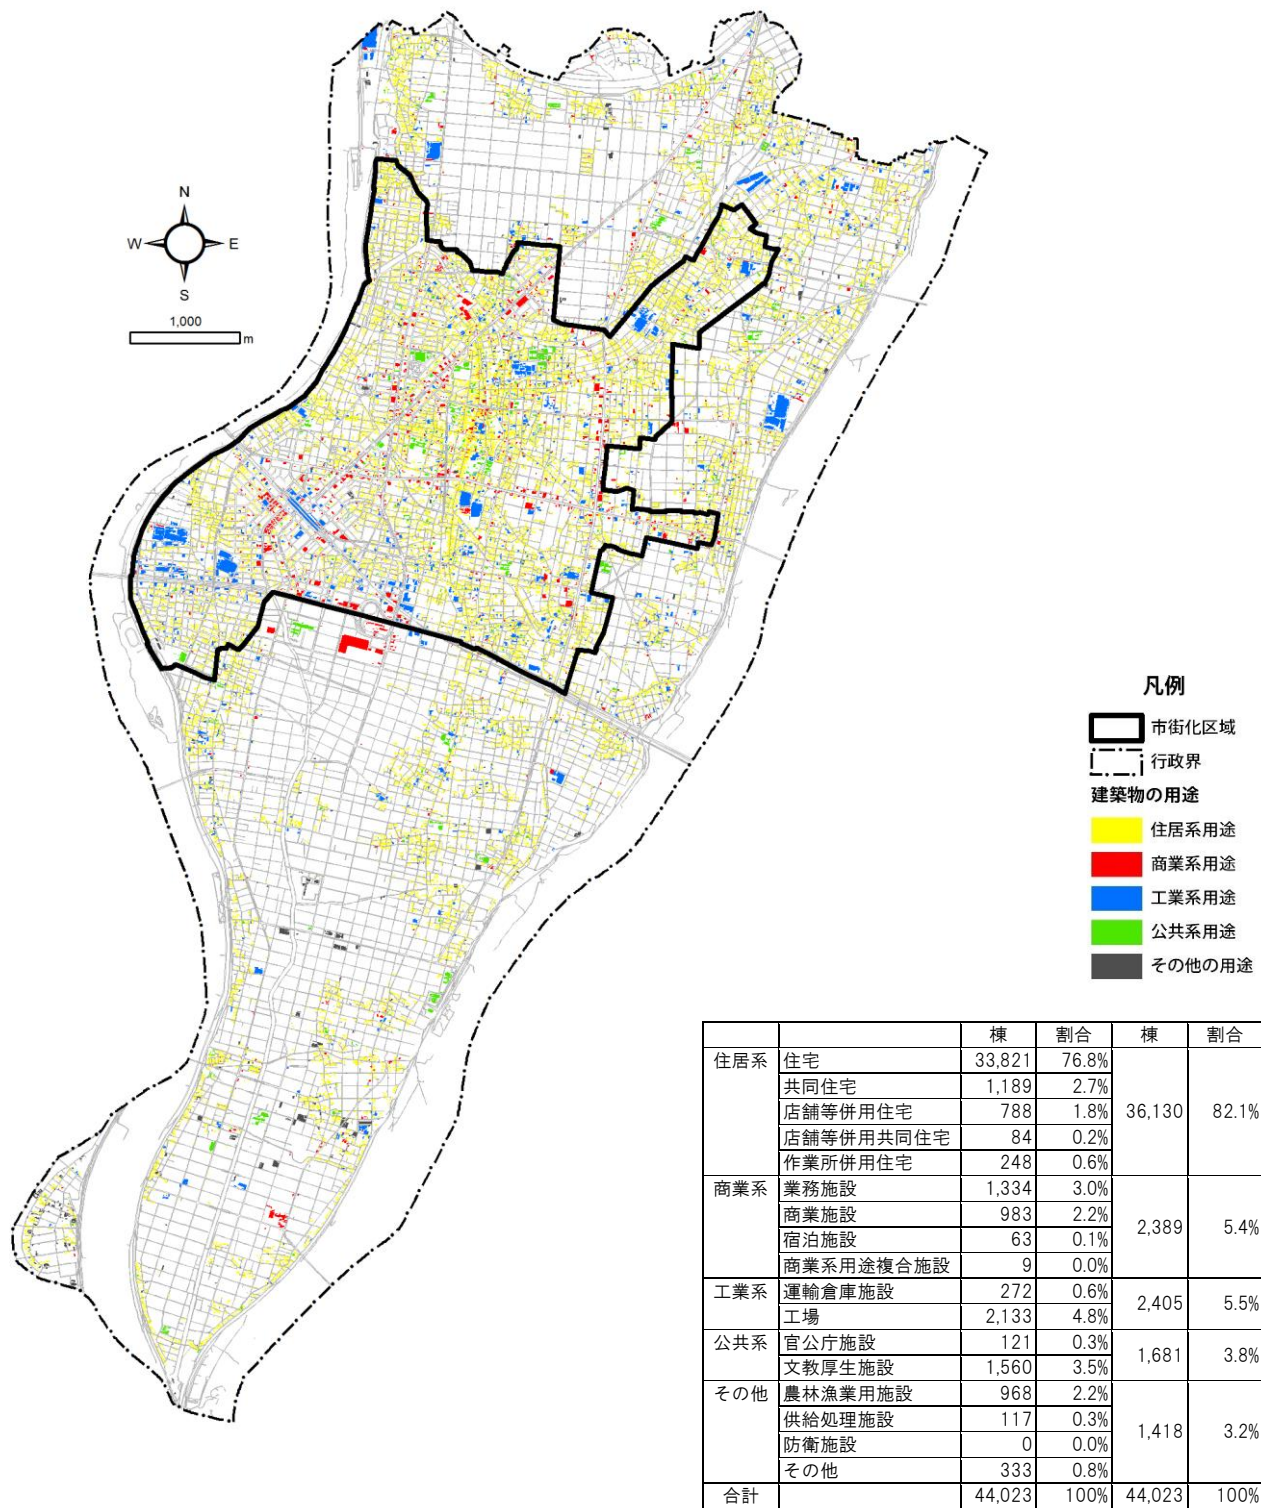 N
W E
S
1,000
m
凡例
市街化区域
行政界
建築物の用途
住居系用途
商業系用途
工業系用途
公共系用途
その他の用途
棟 割合 棟 割合
住居系 住宅 33,821 76.8%
共同住宅 1,189 2.7%
店舗等併用住宅 788 1.8% 36,130 82.1%
店舗等併用共同住宅 84 0.2%
作業所併用住宅 248 0.6%
商業系 業務施設 1,334 3.0%
商業施設 983 2.2% 2,389 5.4%
宿泊施設 63 0.1%
商業系用途複合施設 9 0.0%
工業系 運輸倉庫施設 272 0.6% 2,405 5.5%
工場 2,133 4.8%
公共系 官公庁施設 121 0.3% 1,681 3.8%
文教厚生施設 1,560 3.5%
その他 農林漁業用施設 968 2.2%
供給処理施設 117 0.3% 1,418 3.2%
防衛施設 0 0.0%
その他 333 0.8%
合計 44,023 100% 44,023 100%